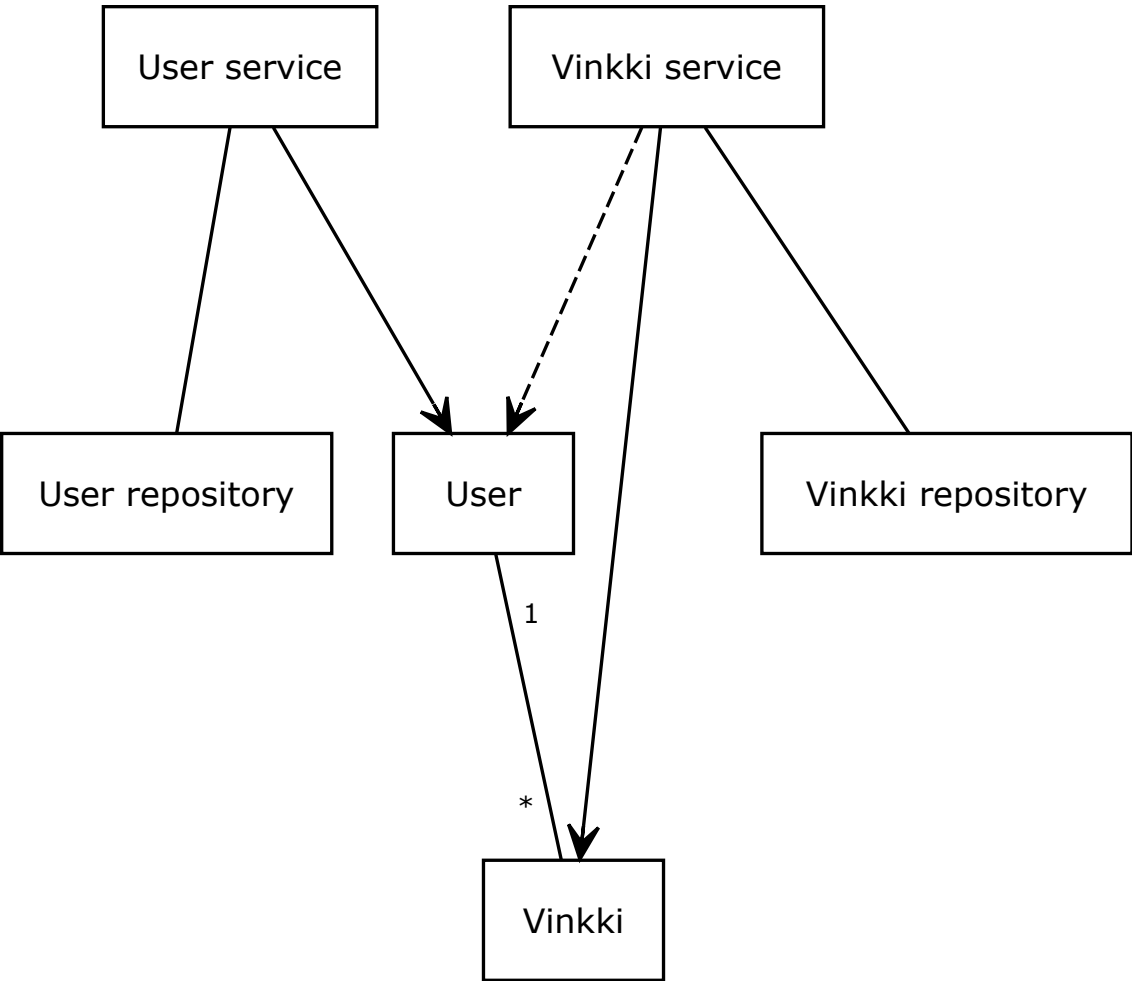 User service
Vinkki service
User repository
User
Vinkki repository
1
*
Vinkki